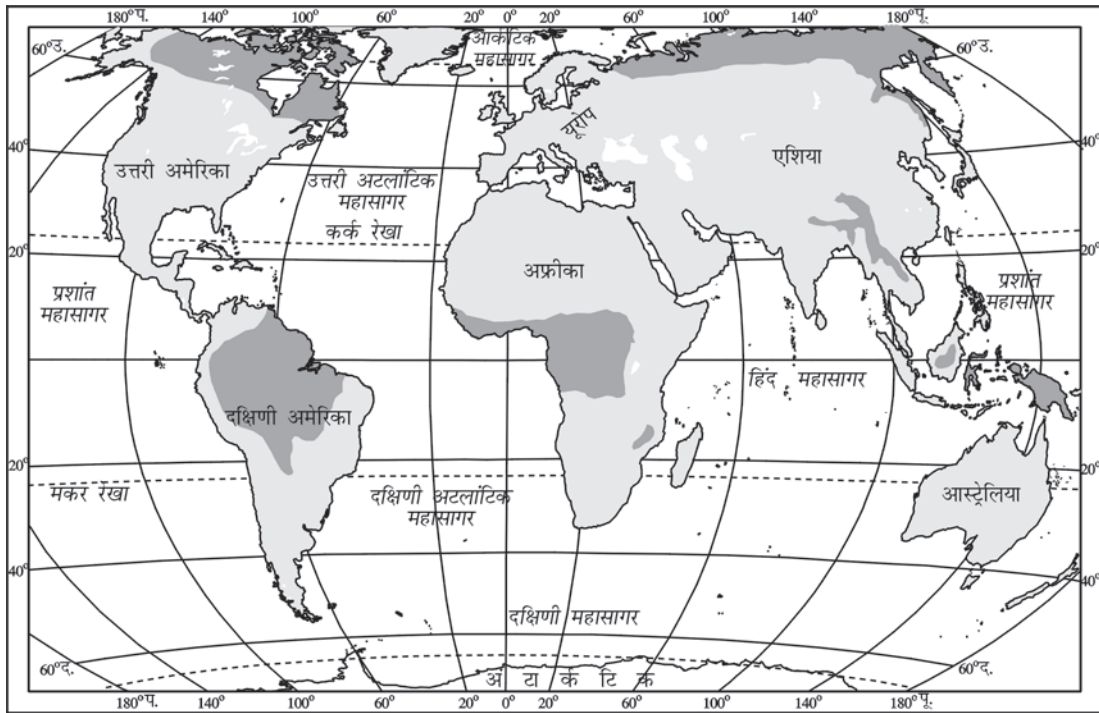 180°प. 140° 100° 60° 20° 0° 20° 60° 100° 140° 180°पू.
60°उ. 60°उ.
आर्कटिक
महासागर
यूरोप
40° 40°
एशिया
उत्तरी अमेरिका
उत्तरी अटलांटिक
महासागर
कर्क रेखा
20° 20°
अफ्रीका
प्रशांत
महासागर
प्रशांत
महासागर
हिंद महासागर
दक्षिणी अमेरिका
20° 20°
मकर रेखा
दक्षिणी अटलांटिक
महासागर
आस्ट्रेलिया
40° 40°
दक्षिणी महासागर
60°द. 60°द.
अ टा र्क टि क
180°प. 140° 100° 60° 20° 0° 20° 60° 100° 140° 180°पू.